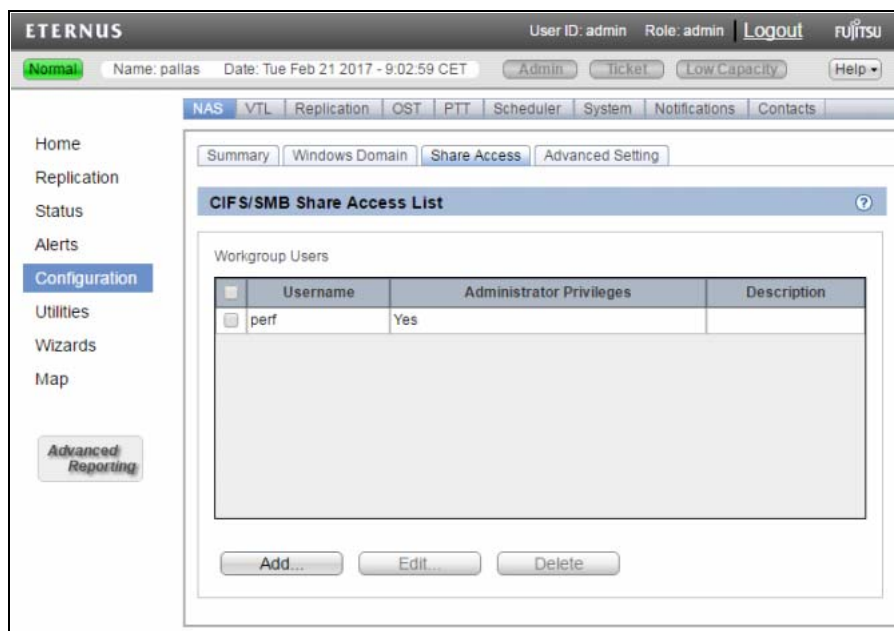 ETERNUS User ID: admin Role: admin Logout FUJITSU
Normal Name: pallas Date: Tue Feb 21 2017 - 9:02:59 CET Admin Ticket Low Capacity Help
NAS VTL Replication OST PTT Scheduler System Notifications Contacts
Home
Replication
Status
Alerts
Configuration
Utilities
Wizards
Map
Advanced
Reporting
Summary Windows Domain Share Access Advanced Setting
CIFS/SMB Share Access List ?
Workgroup Users
Username Administrator Privileges Description
perf Yes
Add... Edit... Delete